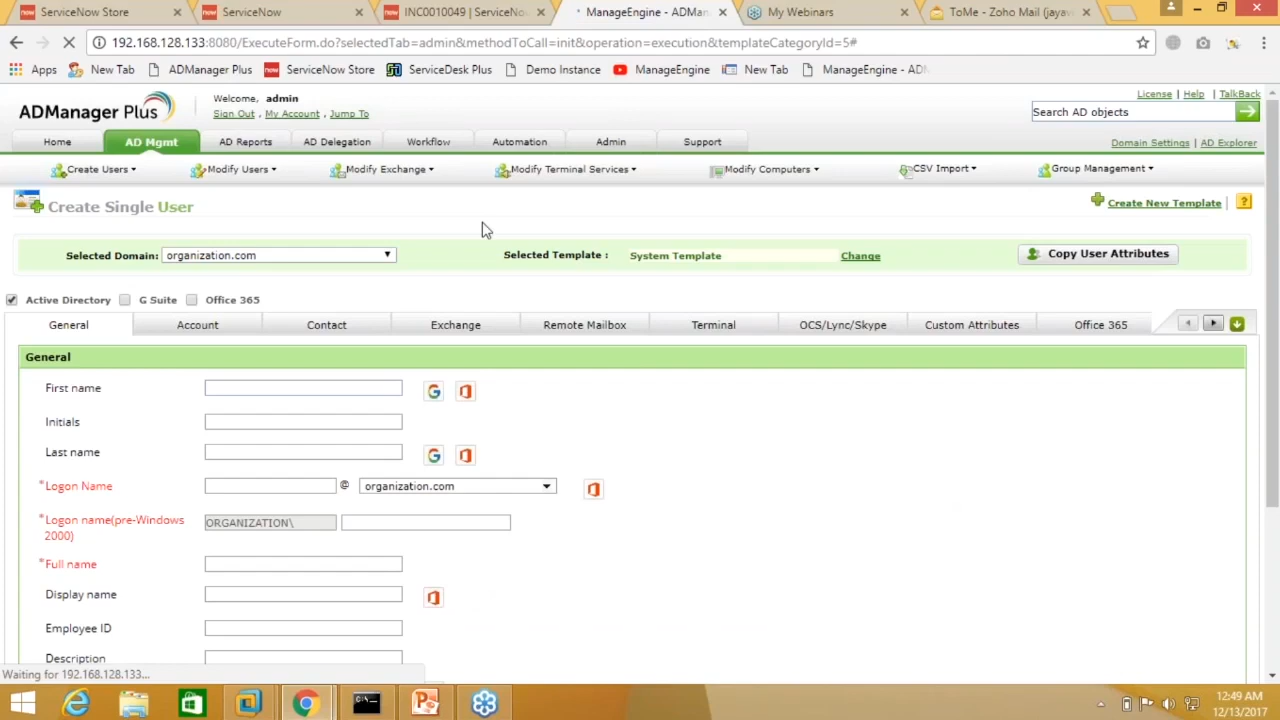 ServiceNow Store
ServiceNow
INC0010049 | ServiceNo
ManageEngine - ADMa
My Webinars
ToMe - Zoho Mail (jayav
192.168.128.133:8080/ExecuteForm.do?selectedTab=admin&methodToCall=init&operation=execution&templateCategoryId=5#
Apps
New Tab
ADManager Plus
now
ServiceNow Store
ServiceDesk Plus
Demo Instance
ManageEngine
New Tab
ManageEngine - ADM
ADManager Plus
Welcome, admin
Sign Out , My Account , Jump To
License | Help | TalkBack
Search AD objects
Home
AD Mgmt
AD Reports
AD Delegation
Workflow
Automation
Admin
Support
Domain Settings | AD Explorer
Create Users
Modify Users
Modify Exchange
Modify Terminal Services
Modify Computers
CSV Import
Group Management
Create Single User
Create New Template | ?
Selected Domain: organization.com
Selected Template : System Template Change
Copy User Attributes
Active Directory
G Suite
Office 365
General
Account
Contact
Exchange
Remote Mailbox
Terminal
OCS/Lync/Skype
Custom Attributes
Office 365
General
First name
Initials
Last name
*Logon Name @ organization.com
*Logon name(pre-Windows
2000)
ORGANIZATION\
*Full name
Display name
Employee ID
Description
Waiting for 192.168.128.133...
12:49 AM
12/13/2017